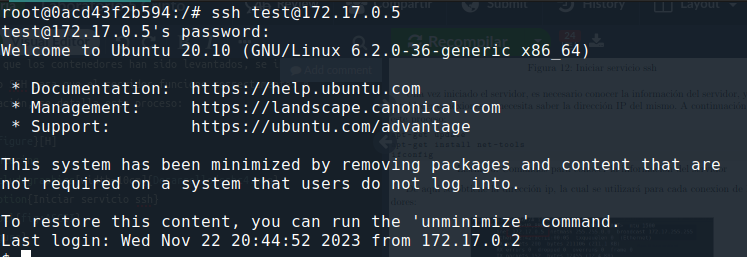 root@0acd43f2b594:/# ssh test@172.17.0.5
test@172.17.0.5's password:
Welcome to Ubuntu 20.10 (GNU/Linux 6.2.0-36-generic x86_64)

 * Documentation:  https://help.ubuntu.com
 * Management:     https://landscape.canonical.com
 * Support:        https://ubuntu.com/advantage

This system has been minimized by removing packages and content that are
not required on a system that users do not log into.

To restore this content, you can run the 'unminimize' command.
Last login: Wed Nov 22 20:44:52 2023 from 172.17.0.2
$